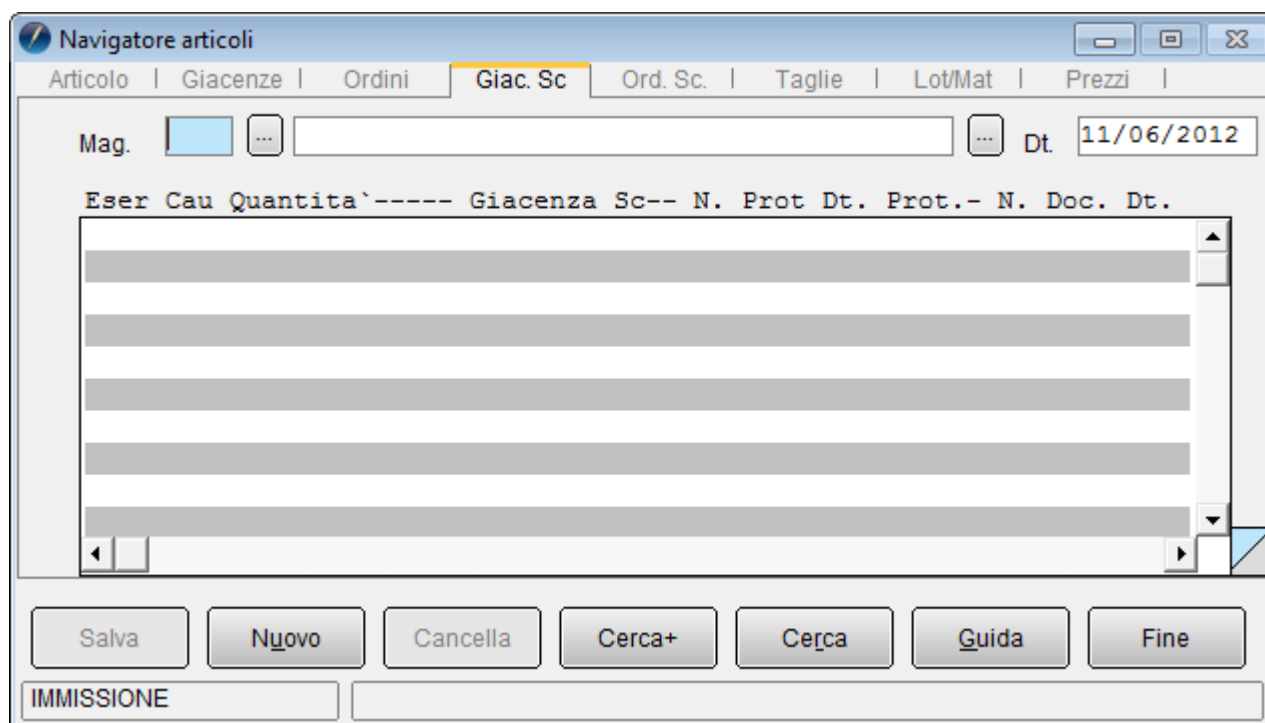 Navigatore articoli
Articolo | Giacenze | Ordini Giac. Sc Ord. Sc. | Taglie | Lot/Mat | Prezzi |
Mag. ... ... Dt. 11/06/2012
Eser Cau Quantita`----- Giacenza Sc-- N. Prot Dt. Prot.- N. Doc. Dt.
Salva Nuovo Cancella Cerca+ Cerca Guida Fine
IMMISSIONE